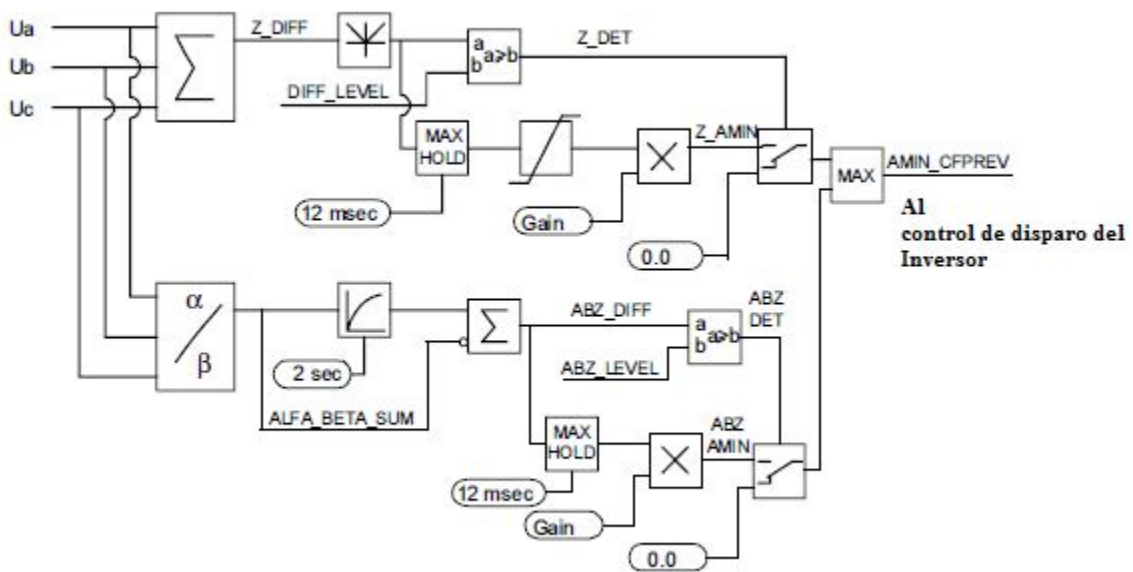 Ua
Ub
Uc
Σ
Z_DIFF
a
b
a>b
Z_DET
DIFF_LEVEL
MAX
HOLD
12 msec
Z_AMIN
Gain
0.0
MAX
AMIN_CFPREV
Al
control de disparo del
Inversor
α
β
2 sec
ALFA_BETA_SUM
Σ
ABZ_DIFF
a
b
a>b
ABZ
DET
ABZ_LEVEL
MAX
HOLD
12 msec
ABZ
AMIN
Gain
0.0